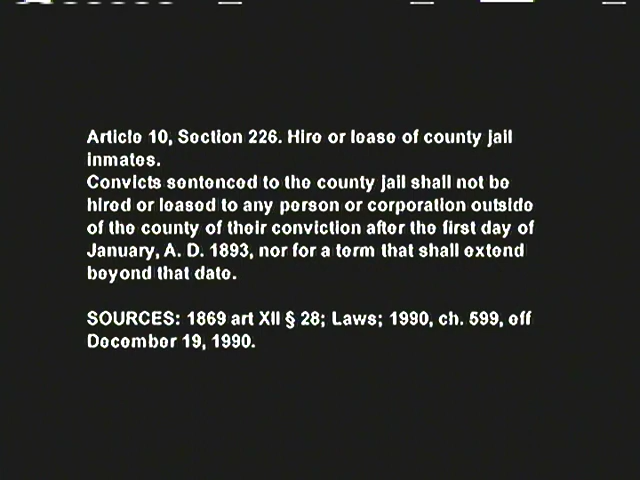 Article 10, Section 226. Hire or lease of county jail
inmates.
Convicts sentenced to the county jail shall not be
hired or leased to any person or corporation outside
of the county of their conviction after the first day of
January, A. D. 1893, nor for a term that shall extend
beyond that date.
SOURCES: 1869 art XII § 28; Laws; 1990, ch. 599, eff
December 19, 1990.